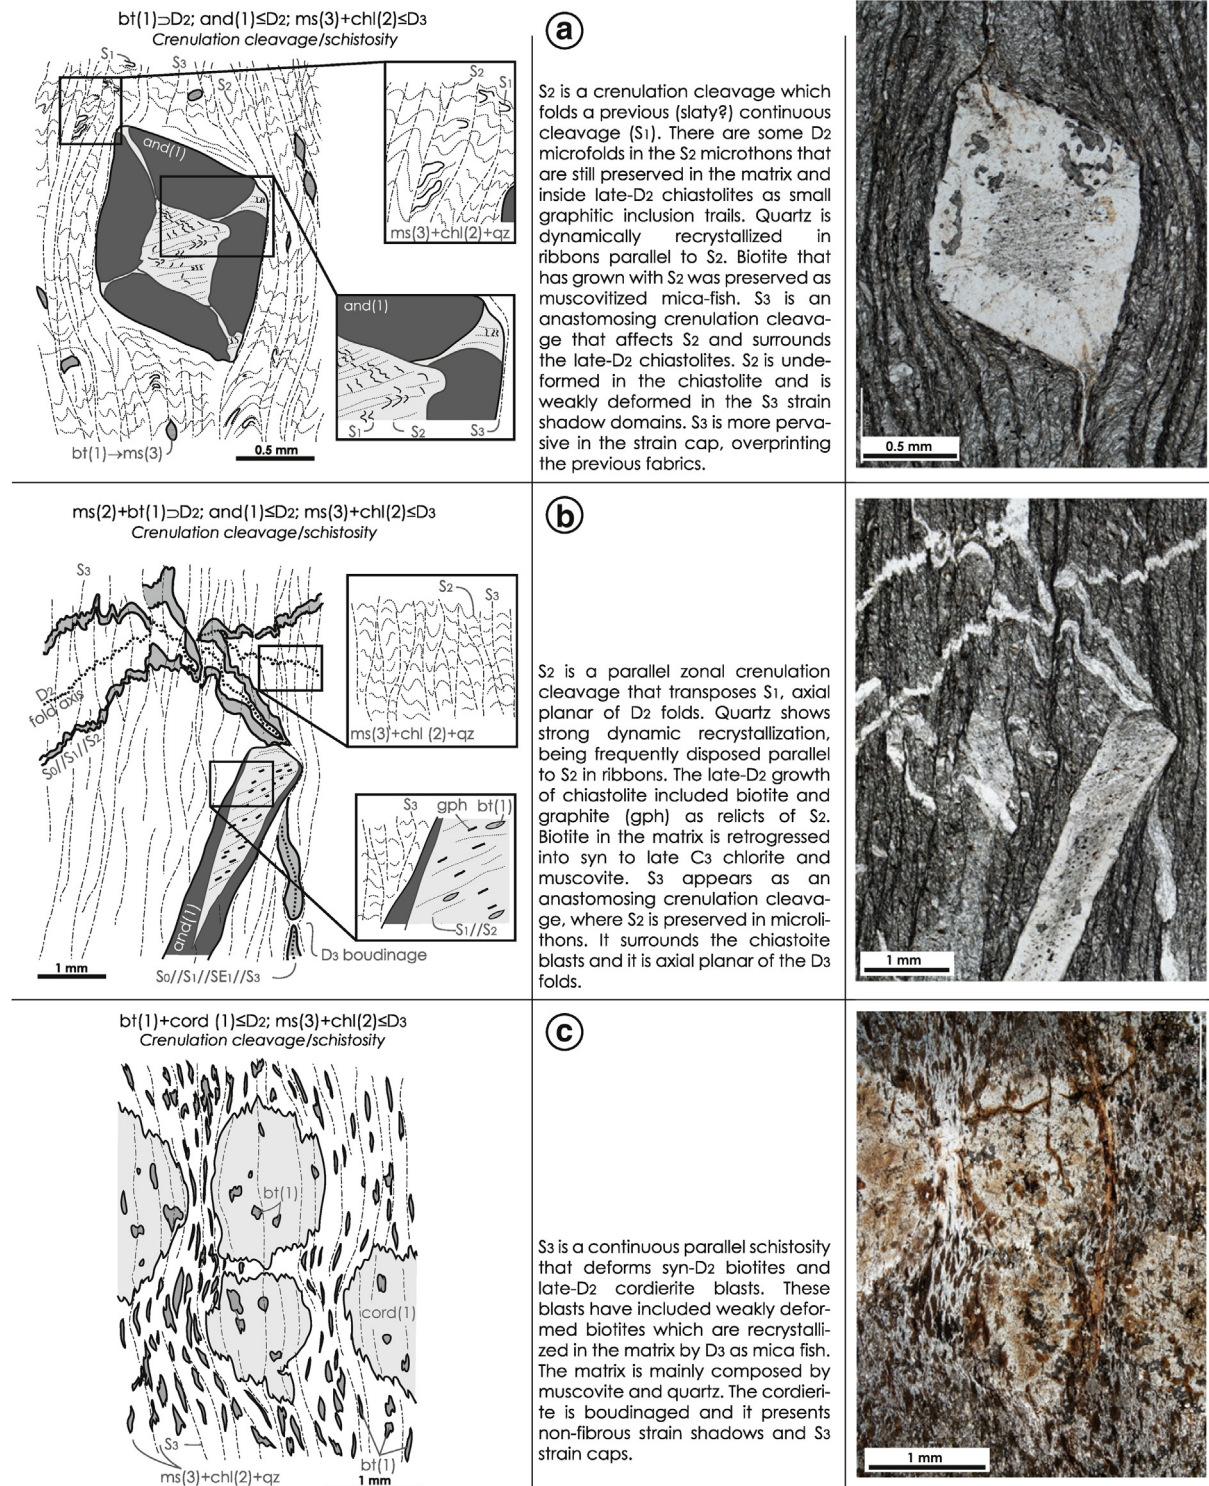 bt(1)⊃D2; and(1)≤D2; ms(3)+chl(2)≤D3
Crenulation cleavage/schistosity
S1
S3
S2
and(1)
S2
S1
ms(3)+chl(2)+qz
and(1)
S1
S2
S3
bt(1)→ms(3)
0.5 mm
a
S2 is a crenulation cleavage which
folds a previous (slaty?) continuous
cleavage (S1). There are some D2
microfolds in the S2 microthons that
are still preserved in the matrix and
inside late-D2 chiastolites as small
graphitic inclusion trails. Quartz is
dynamically recrystallized in
ribbons parallel to S2. Biotite that
has grown with S2 was preserved as
muscovitized mica-fish. S3 is an
anastomosing crenulation cleava-
ge that affects S2 and surrounds
the late-D2 chiastolites. S2 is unde-
formed in the chiastolite and is
weakly deformed in the S3 strain
shadow domains. S3 is more perva-
sive in the strain cap, overprinting
the previous fabrics.
0.5 mm
ms(2)+bt(1)⊃D2; and(1)≤D2; ms(3)+chl(2)≤D3
Crenulation cleavage/schistosity
S3
D2
fold axis
S0//S1//S2
S2
S3
ms(3)+chl (2)+qz
S3
gph
bt(1)
S1//S2
and(1)
D3 boudinage
S0//S1//SE1//S3
1 mm
b
S2 is a parallel zonal crenulation
cleavage that transposes S1, axial
planar of D2 folds. Quartz shows
strong dynamic recrystallization,
being frequently disposed parallel
to S2 in ribbons. The late-D2 growth
of chiastolite included biotite and
graphite (gph) as relicts of S2.
Biotite in the matrix is retrogressed
into syn to late C3 chlorite and
muscovite. S3 appears as an
anastomosing crenulation cleava-
ge, where S2 is preserved in microli-
thons. It surrounds the chiastoite
blasts and it is axial planar of the D3
folds.
1 mm
bt(1)+cord (1)≤D2; ms(3)+chl(2)≤D3
Crenulation cleavage/schistosity
bt(1)
cord(1)
S3
ms(3)+chl(2)+qz
bt(1)
1 mm
c
S3 is a continuous parallel schistosity
that deforms syn-D2 biotites and
late-D2 cordierite blasts. These
blasts have included weakly defor-
med biotites which are recrystalli-
zed in the matrix by D3 as mica fish.
The matrix is mainly composed by
muscovite and quartz. The cordieri-
te is boudinaged and it presents
non-fibrous strain shadows and S3
strain caps.
1 mm